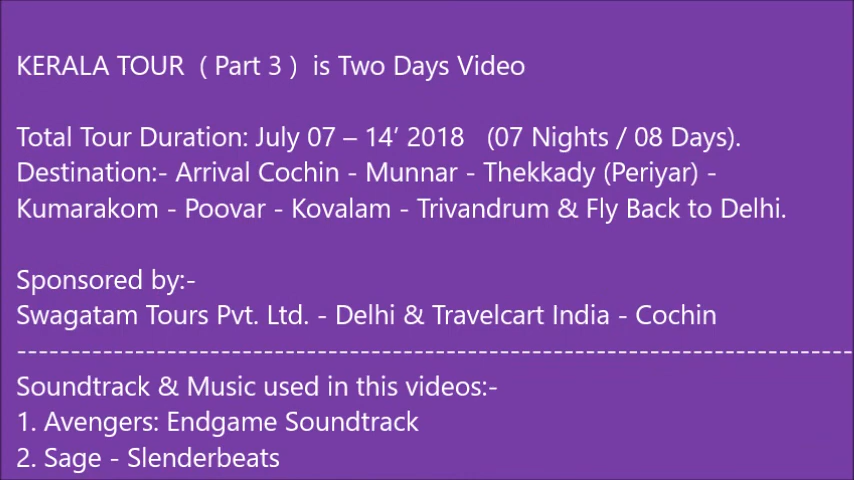 KERALA TOUR ( Part 3 ) is Two Days Video
Total Tour Duration: July 07 – 14’ 2018 (07 Nights / 08 Days).
Destination:- Arrival Cochin - Munnar - Thekkady (Periyar) -
Kumarakom - Poovar - Kovalam - Trivandrum & Fly Back to Delhi.
Sponsored by:-
Swagatam Tours Pvt. Ltd. - Delhi & Travelcart India - Cochin
--------------------------------------------------------------------------------
Soundtrack & Music used in this videos:-
1. Avengers: Endgame Soundtrack
2. Sage - Slenderbeats